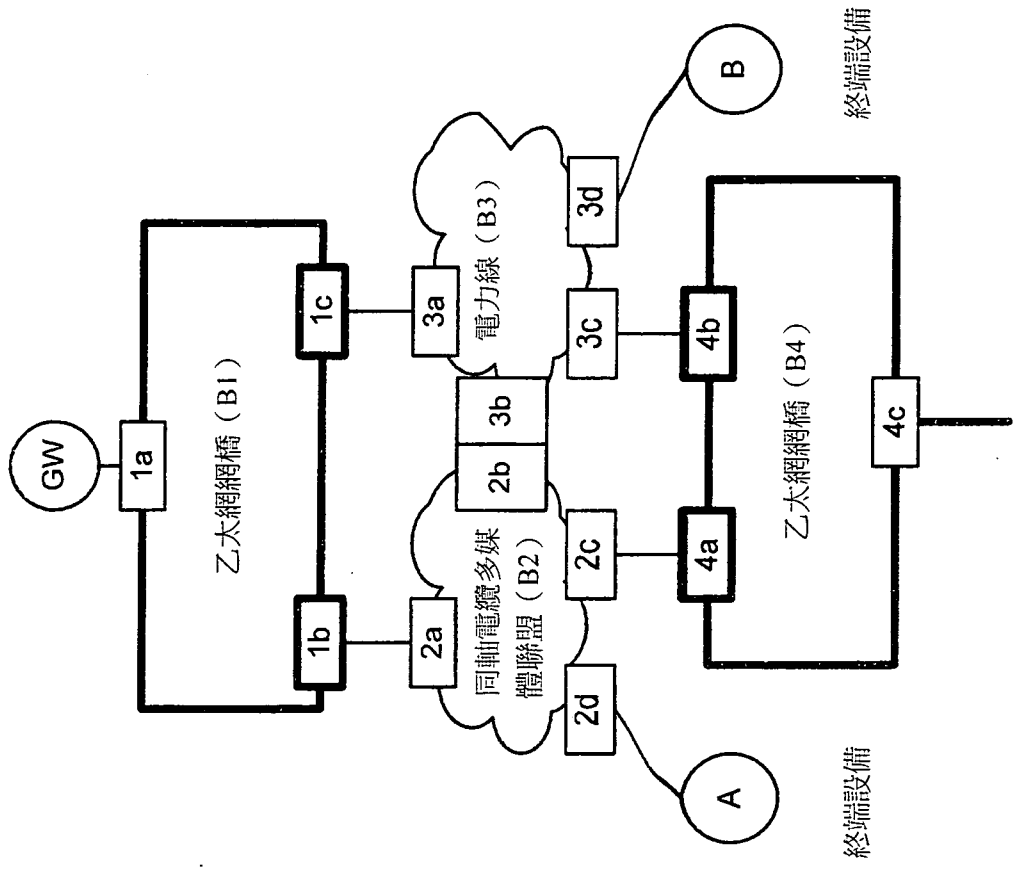 GW
1a
乙太網網橋（B1）
1b
1c
2a
3a
同軸電纜多媒
體聯盟（B2）
電力線（B3）
2b
3b
2d
2c
3c
3d
A
B
4a
4b
乙太網網橋（B4）
4c
終端設備
終端設備